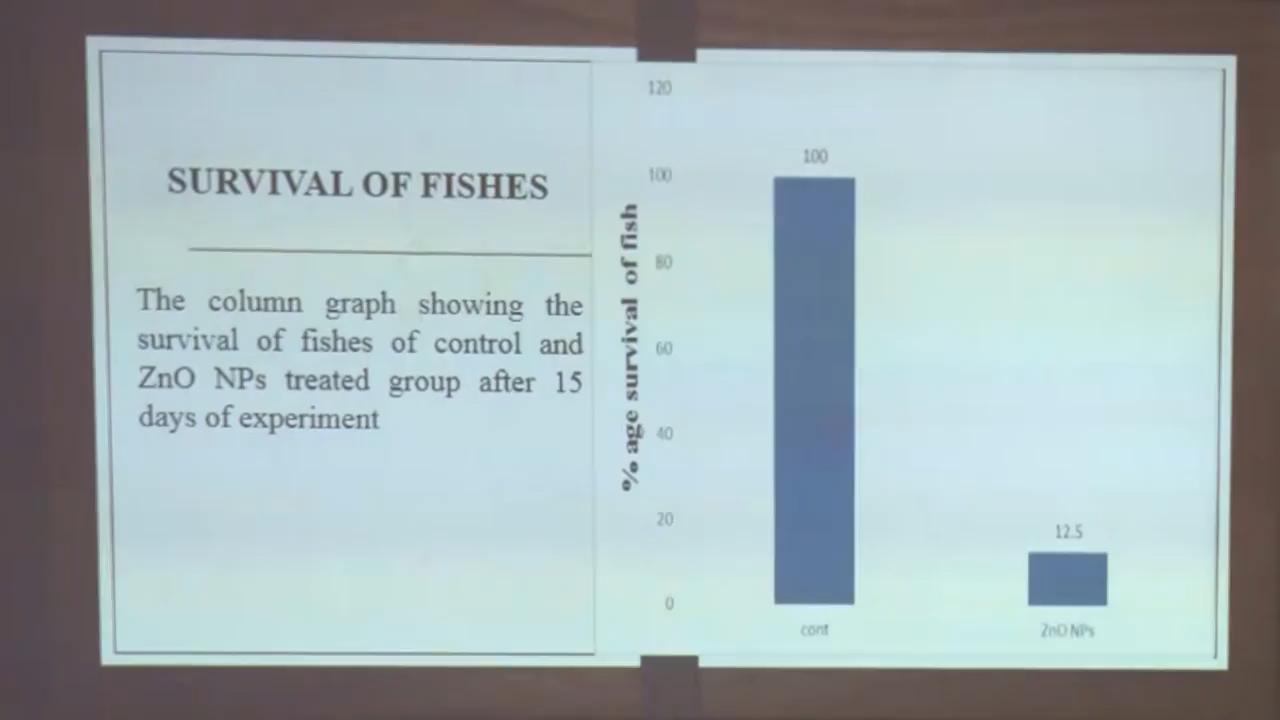 SURVIVAL OF FISHES
The column graph showing the
survival of fishes of control and
ZnO NPs treated group after 15
days of experiment
% age survival of fish
120
100
80
60
40
20
0
100
12.5
cont
ZnO NPs